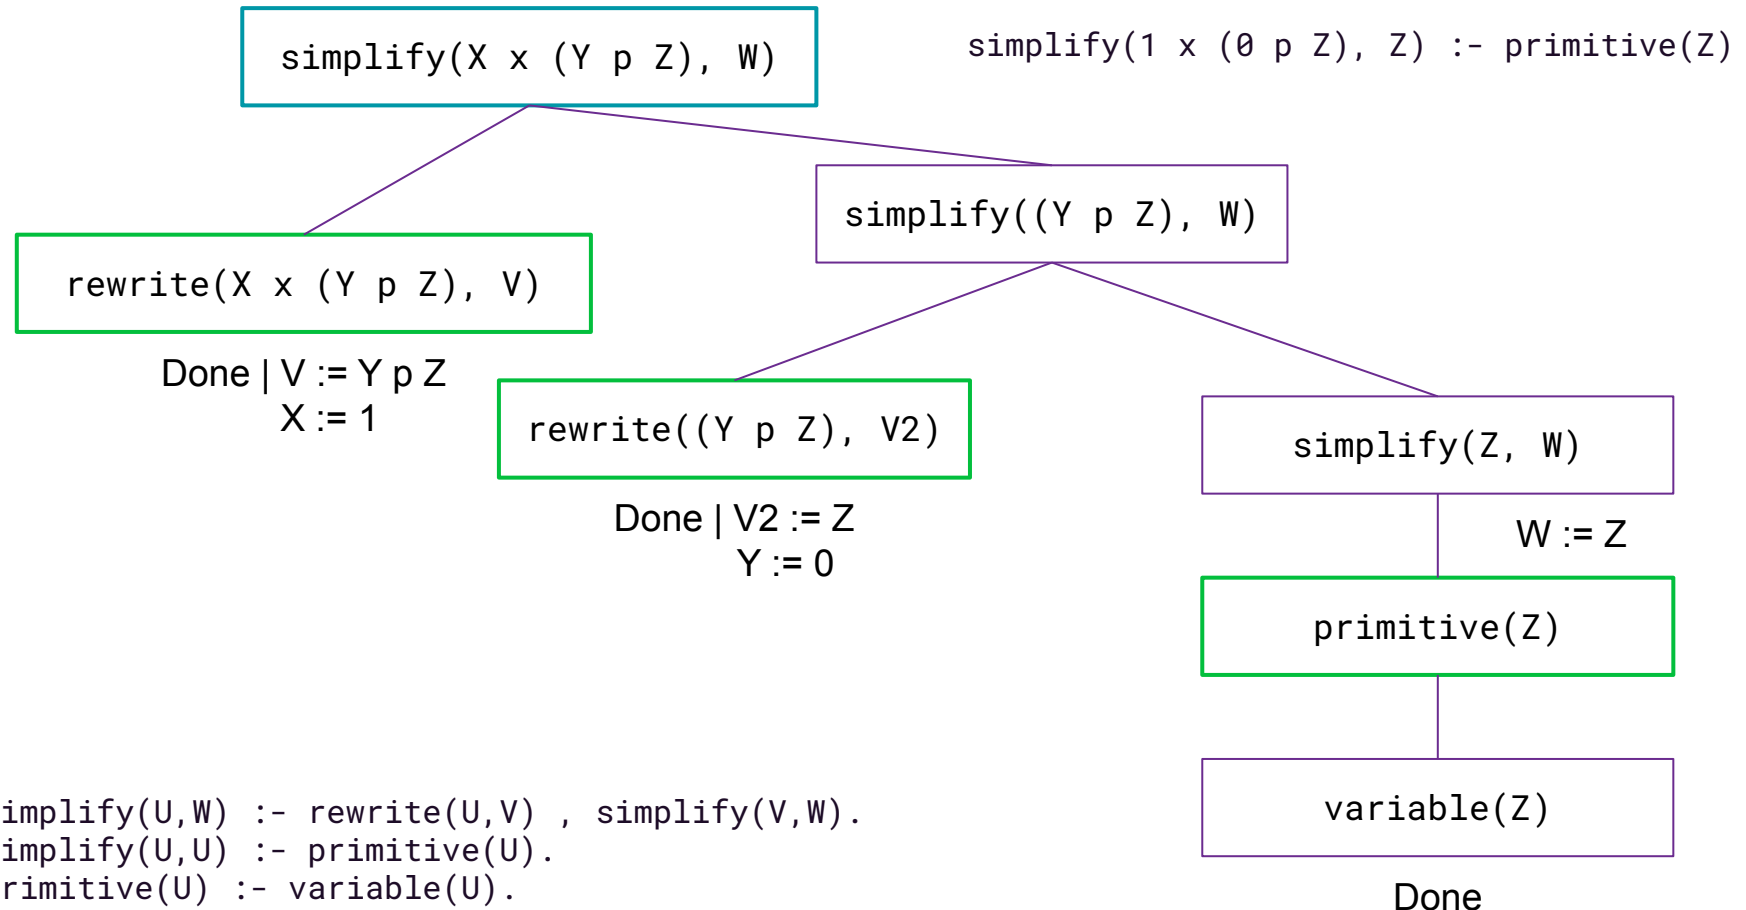 simplify(X x (Y p Z), W)
simplify(1 x (0 p Z), Z) :- primitive(Z)
simplify((Y p Z), W)
rewrite(X x (Y p Z), V)
Done | V := Y p Z
X := 1
rewrite((Y p Z), V2)
simplify(Z, W)
Done | V2 := Z
Y := 0
W := Z
primitive(Z)
variable(Z)
Done
implify(U,W) :- rewrite(U,V) , simplify(V,W).
implify(U,U) :- primitive(U).
rimitive(U) :- variable(U).